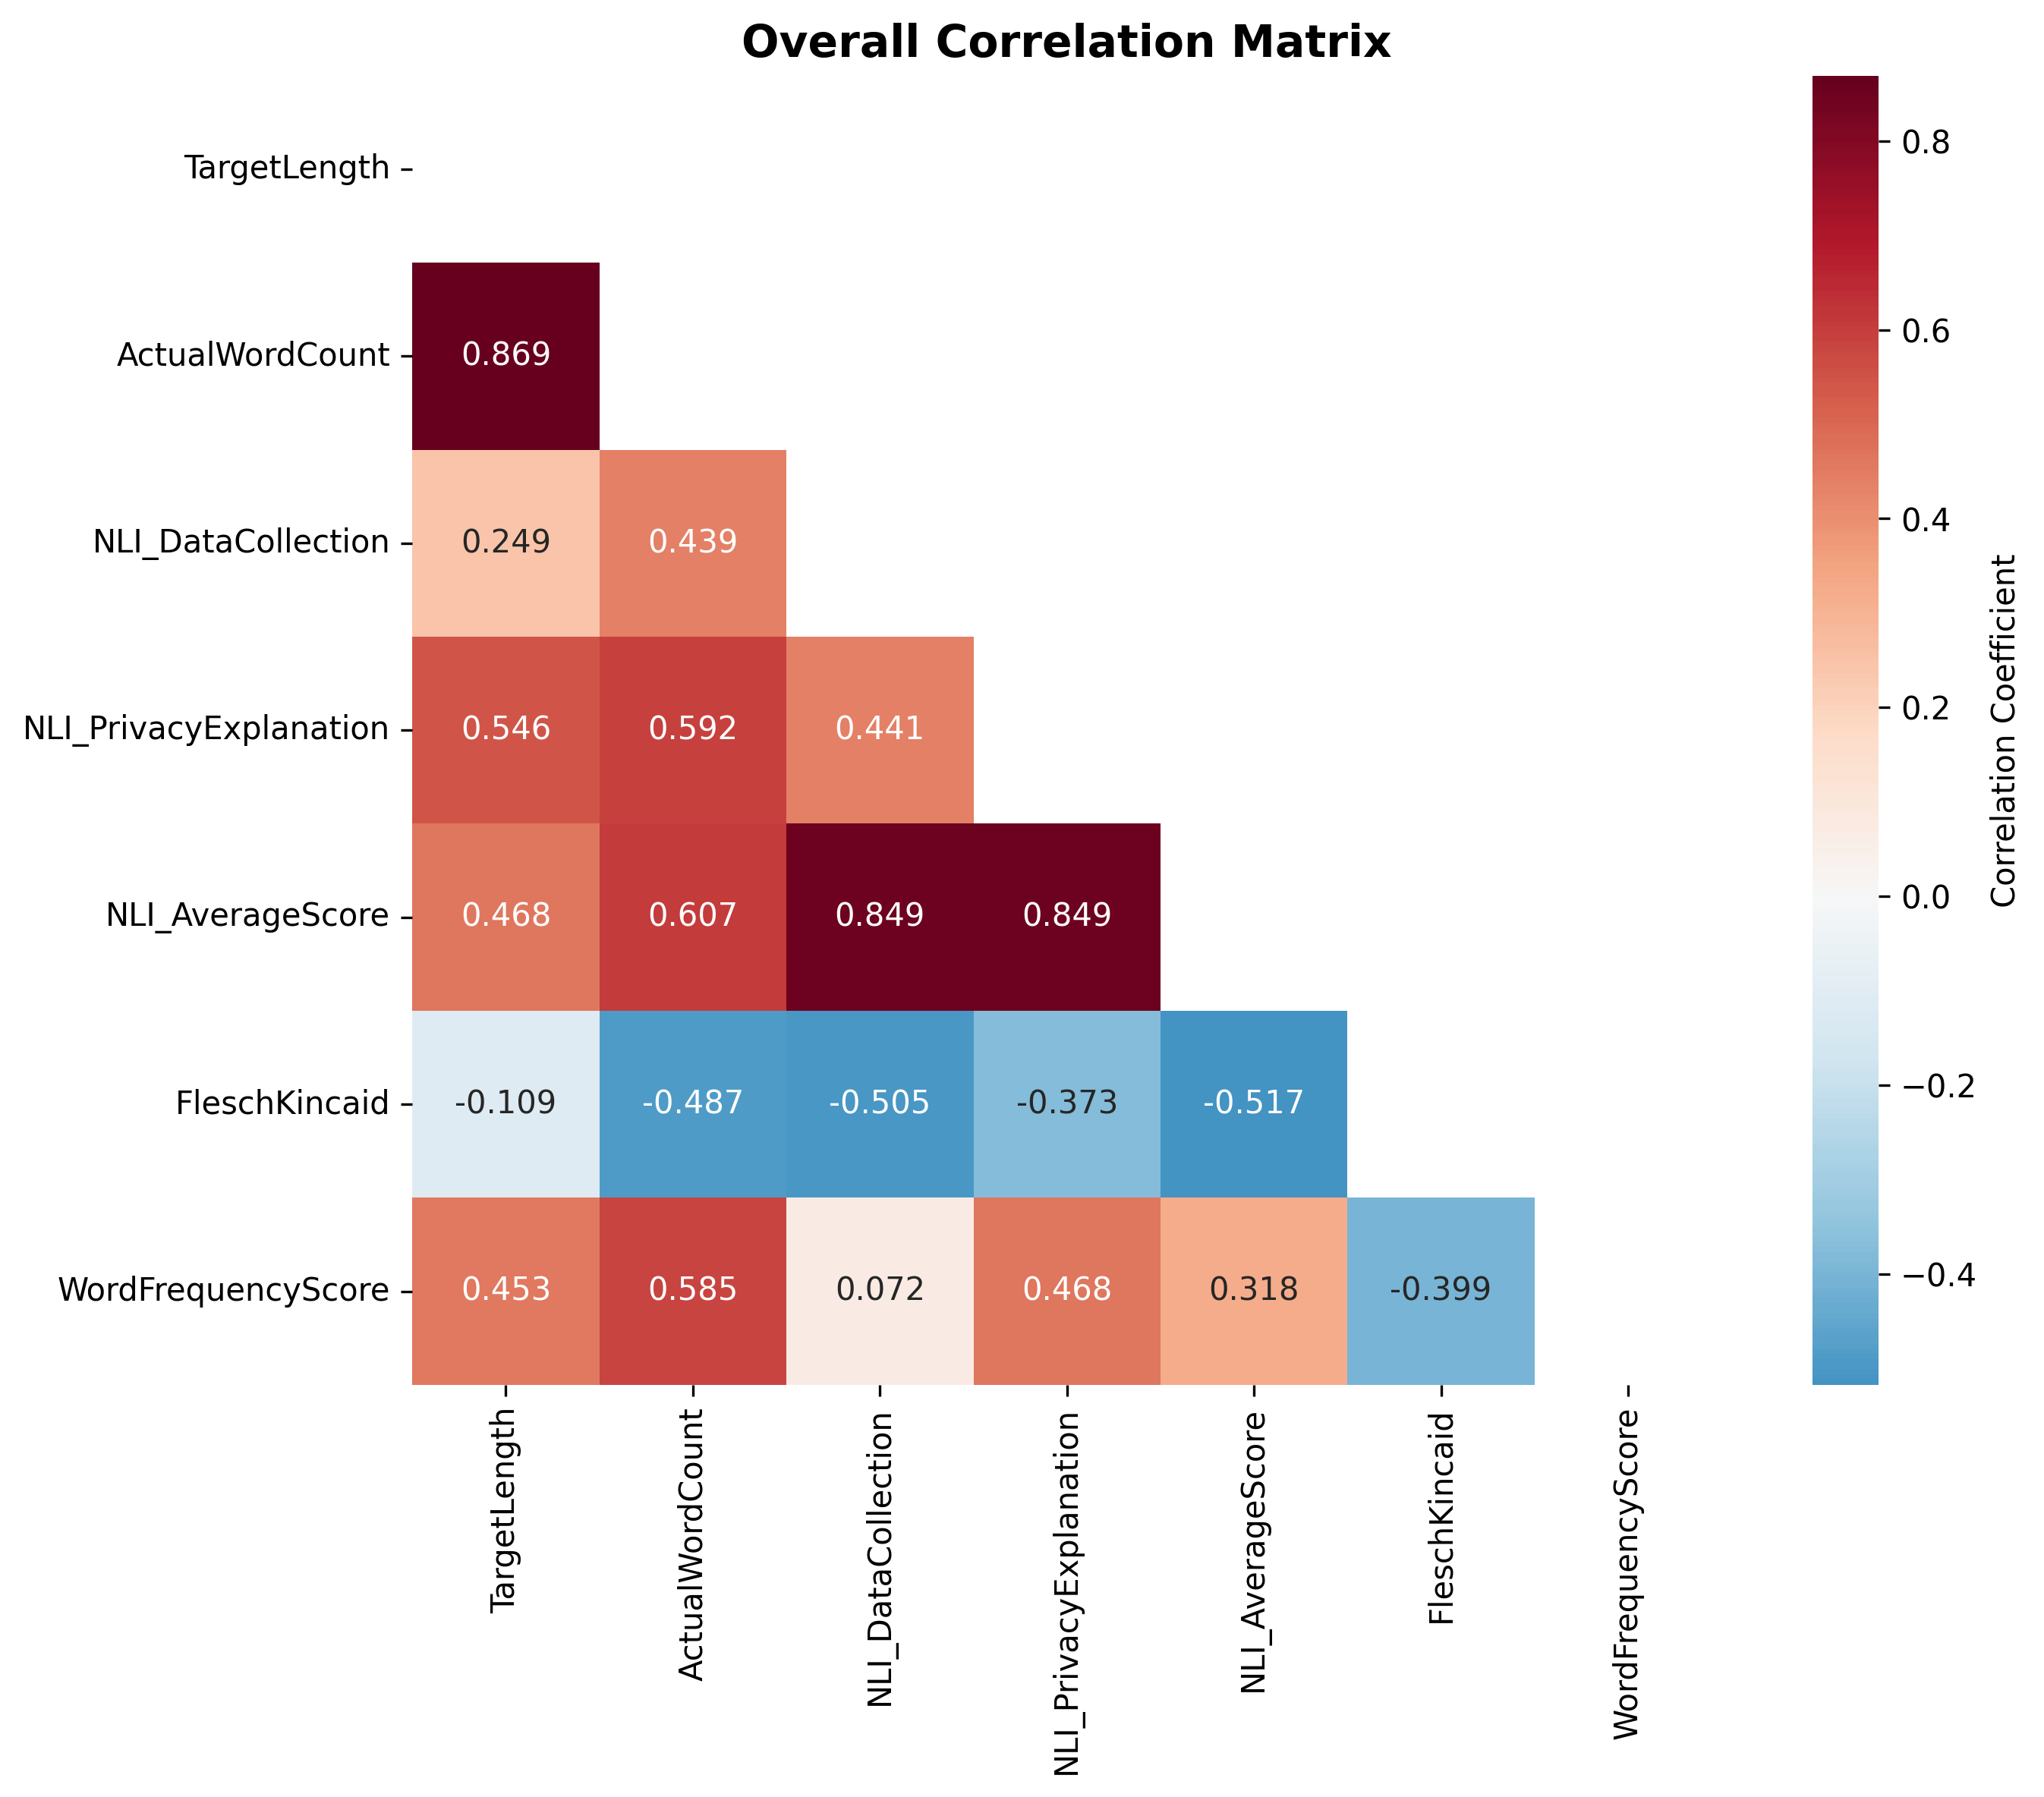 Overall Correlation Matrix
TargetLength
ActualWordCount 0.869
NLI_DataCollection 0.249 0.439
NLI_PrivacyExplanation 0.546 0.592 0.441
NLI_AverageScore 0.468 0.607 0.849 0.849
FleschKincaid -0.109 -0.487 -0.505 -0.373 -0.517
WordFrequencyScore 0.453 0.585 0.072 0.468 0.318 -0.399
TargetLength
ActualWordCount
NLI_DataCollection
NLI_PrivacyExplanation
NLI_AverageScore
FleschKincaid
WordFrequencyScore
0.8
0.6
0.4
0.2
0.0
−0.2
−0.4
Correlation Coefficient